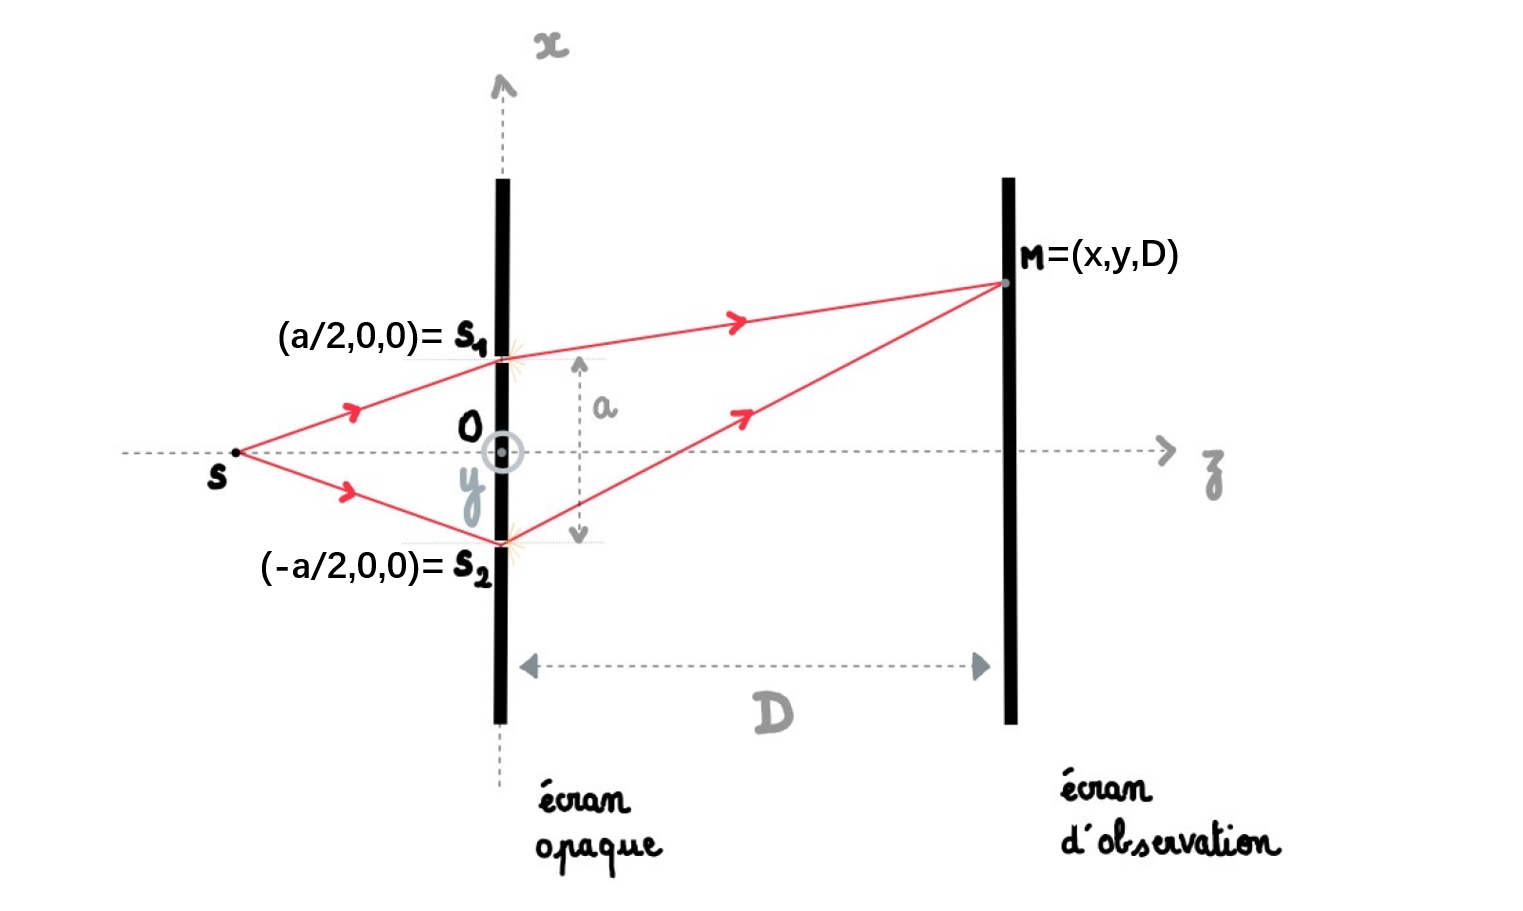 x
M=(x,y,D)
(a/2,0,0)= S1
a
O
S
y
z
(-a/2,0,0)= S2
D
écran
opaque
écran
d'observation